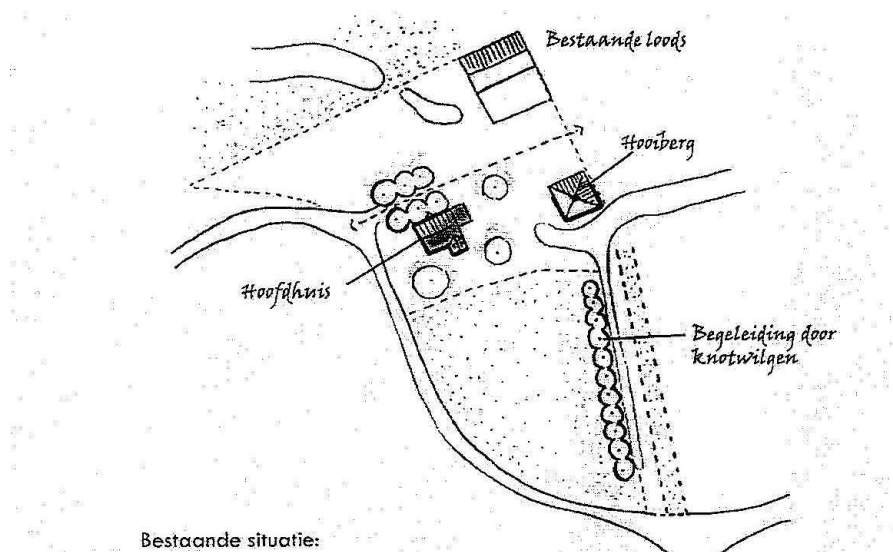 Bestaande loods
Hooiberg
Hoofdhuis
Begeleiding door
knotwilgen
Bestaande situatie: